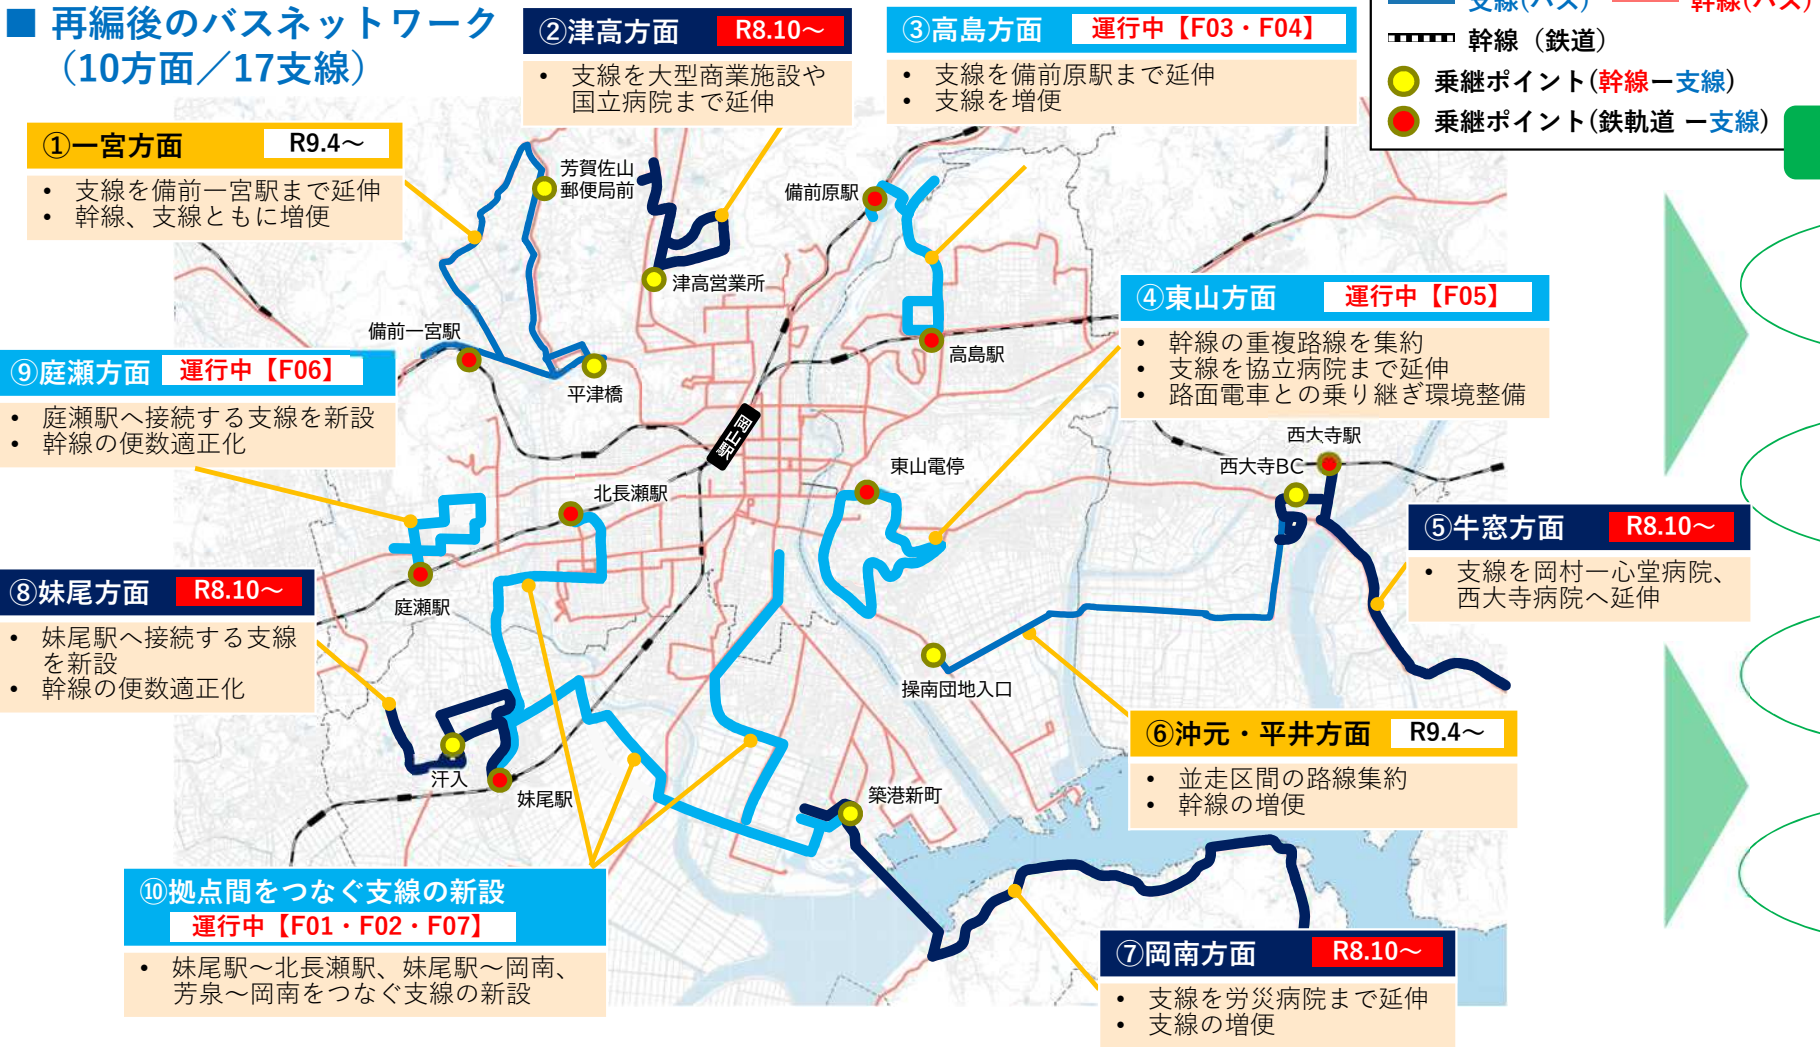 ■ 再編後のバスネットワーク
（10方面／17支線）
②津高方面 R8.10～
• 支線を大型商業施設や
国立病院まで延伸
③高島方面 運行中【F03・F04】
• 支線を備前原駅まで延伸
• 支線を増便
支線(バス) 幹線(バス)
幹線（鉄道）
乗継ポイント(幹線ー支線)
乗継ポイント(鉄軌道 ー支線)
①一宮方面 R9.4～
• 支線を備前一宮駅まで延伸
• 幹線、支線ともに増便
芳賀佐山
郵便局前
備前原駅
津高営業所
備前一宮駅
平津橋
高島駅
④東山方面 運行中【F05】
• 幹線の重複路線を集約
• 支線を協立病院まで延伸
• 路面電車との乗り継ぎ環境整備
⑨庭瀬方面 運行中【F06】
• 庭瀬駅へ接続する支線を新設
• 幹線の便数適正化
岡山駅
西大寺駅
西大寺BC
東山電停
北長瀬駅
⑤牛窓方面 R8.10～
• 支線を岡村一心堂病院、
西大寺病院へ延伸
⑧妹尾方面 R8.10～
• 妹尾駅へ接続する支線
を新設
• 幹線の便数適正化
庭瀬駅
操南団地入口
⑥沖元・平井方面 R9.4～
• 並走区間の路線集約
• 幹線の増便
汗入
妹尾駅
築港新町
⑩拠点間をつなぐ支線の新設
運行中【F01・F02・F07】
• 妹尾駅～北長瀬駅、妹尾駅～岡南、
芳泉～岡南をつなぐ支線の新設
⑦岡南方面 R8.10～
• 支線を労災病院まで延伸
• 支線の増便